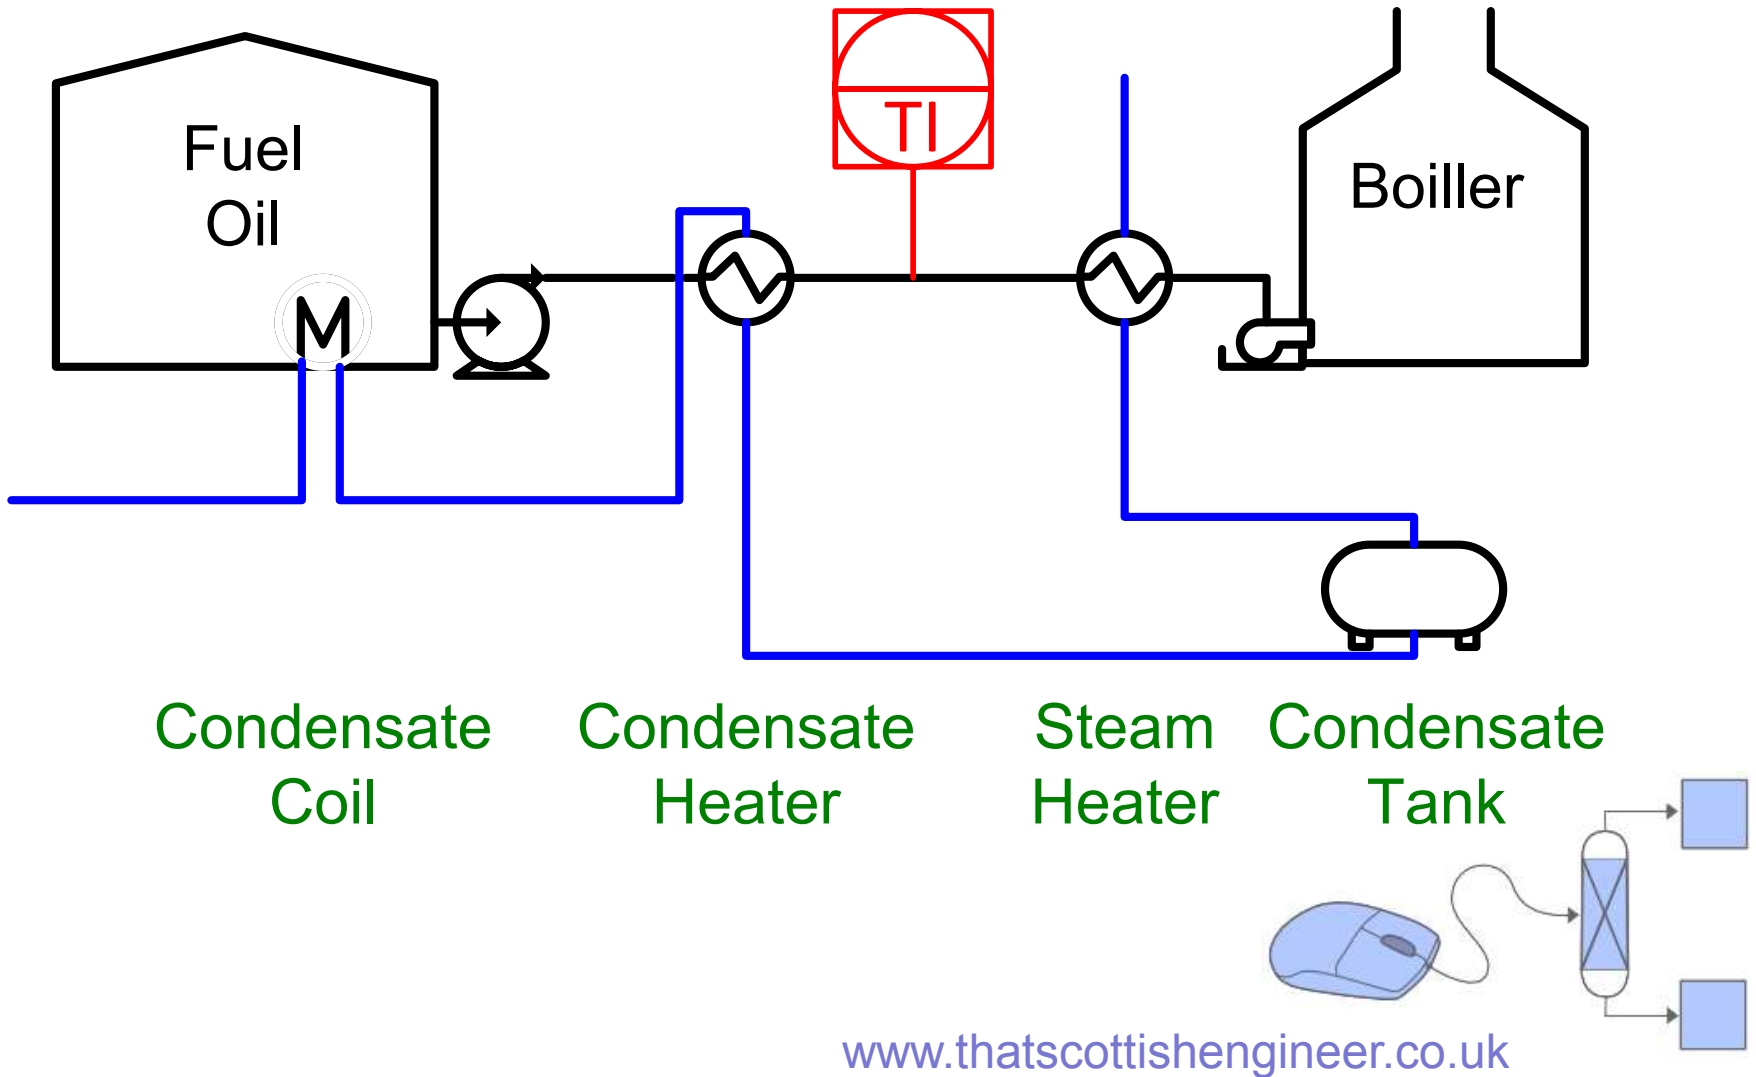 TI
Fuel
Oil
Boiller
Condensate
Coil
Condensate
Heater
Steam
Heater
Condensate
Tank
www.thatscottishengineer.co.uk